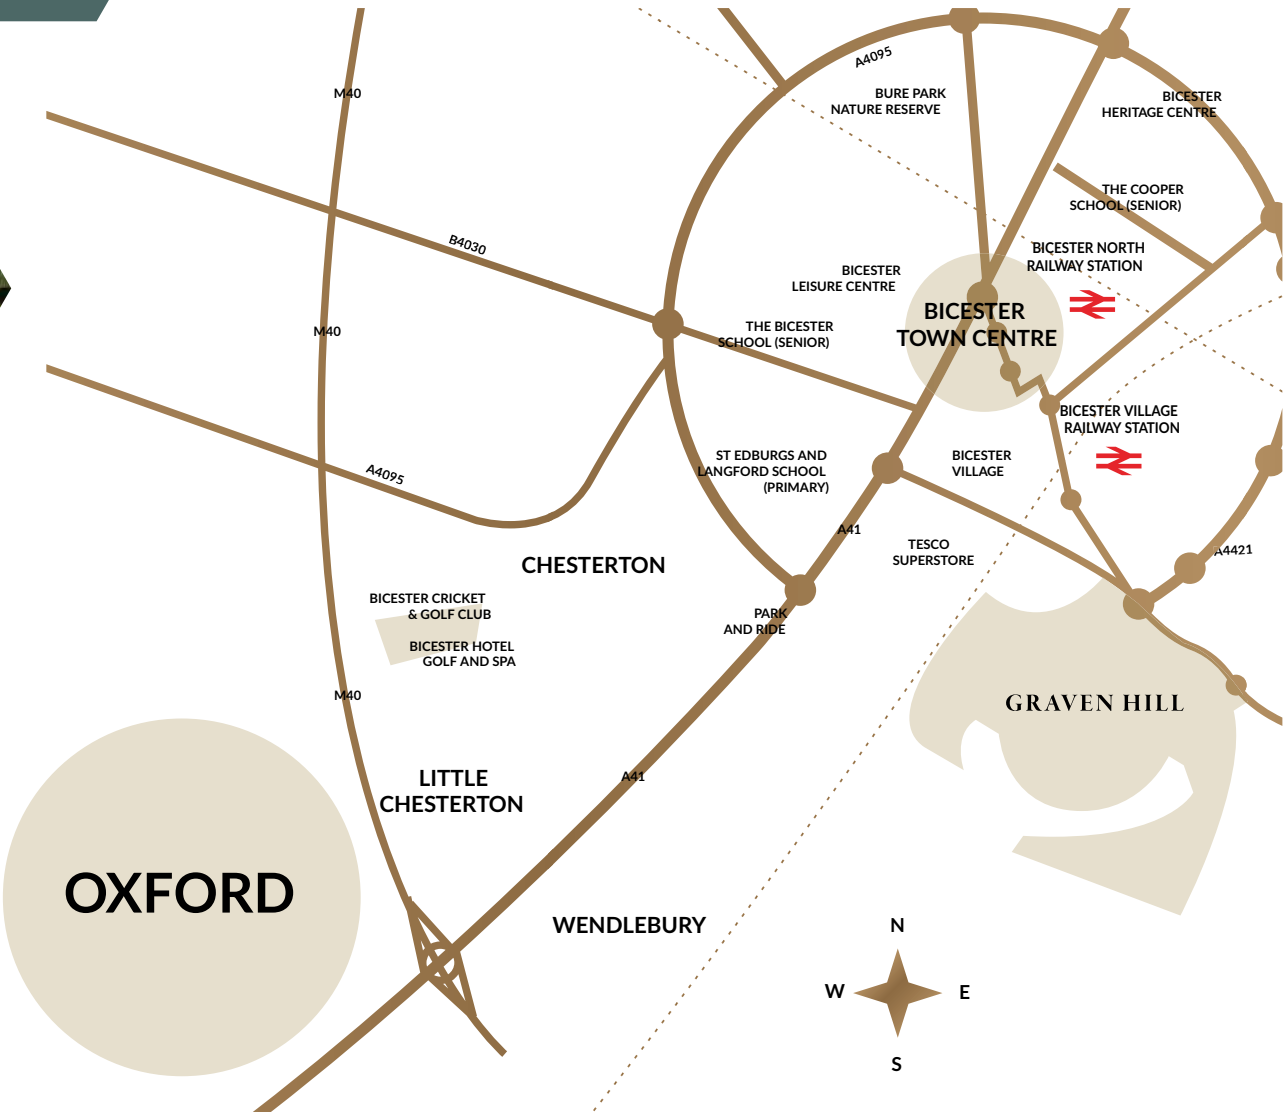 A4095
M40
BURE PARK
NATURE RESERVE
BICESTER
HERITAGE CENTRE
THE COOPER
SCHOOL (SENIOR)
B4030
BICESTER NORTH
RAILWAY STATION
BICESTER
LEISURE CENTRE
BICESTER
TOWN CENTRE
M40
THE BICESTER
SCHOOL (SENIOR)
BICESTER VILLAGE
RAILWAY STATION
A4095
ST EDBURGS AND
LANGFORD SCHOOL
(PRIMARY)
BICESTER
VILLAGE
A41
TESCO
SUPERSTORE
A4421
CHESTERTON
BICESTER CRICKET
& GOLF CLUB
PARK
AND RIDE
BICESTER HOTEL
GOLF AND SPA
M40
GRAVEN HILL
A41
LITTLE
CHESTERTON
OXFORD
WENDLEBURY
N
W
E
S